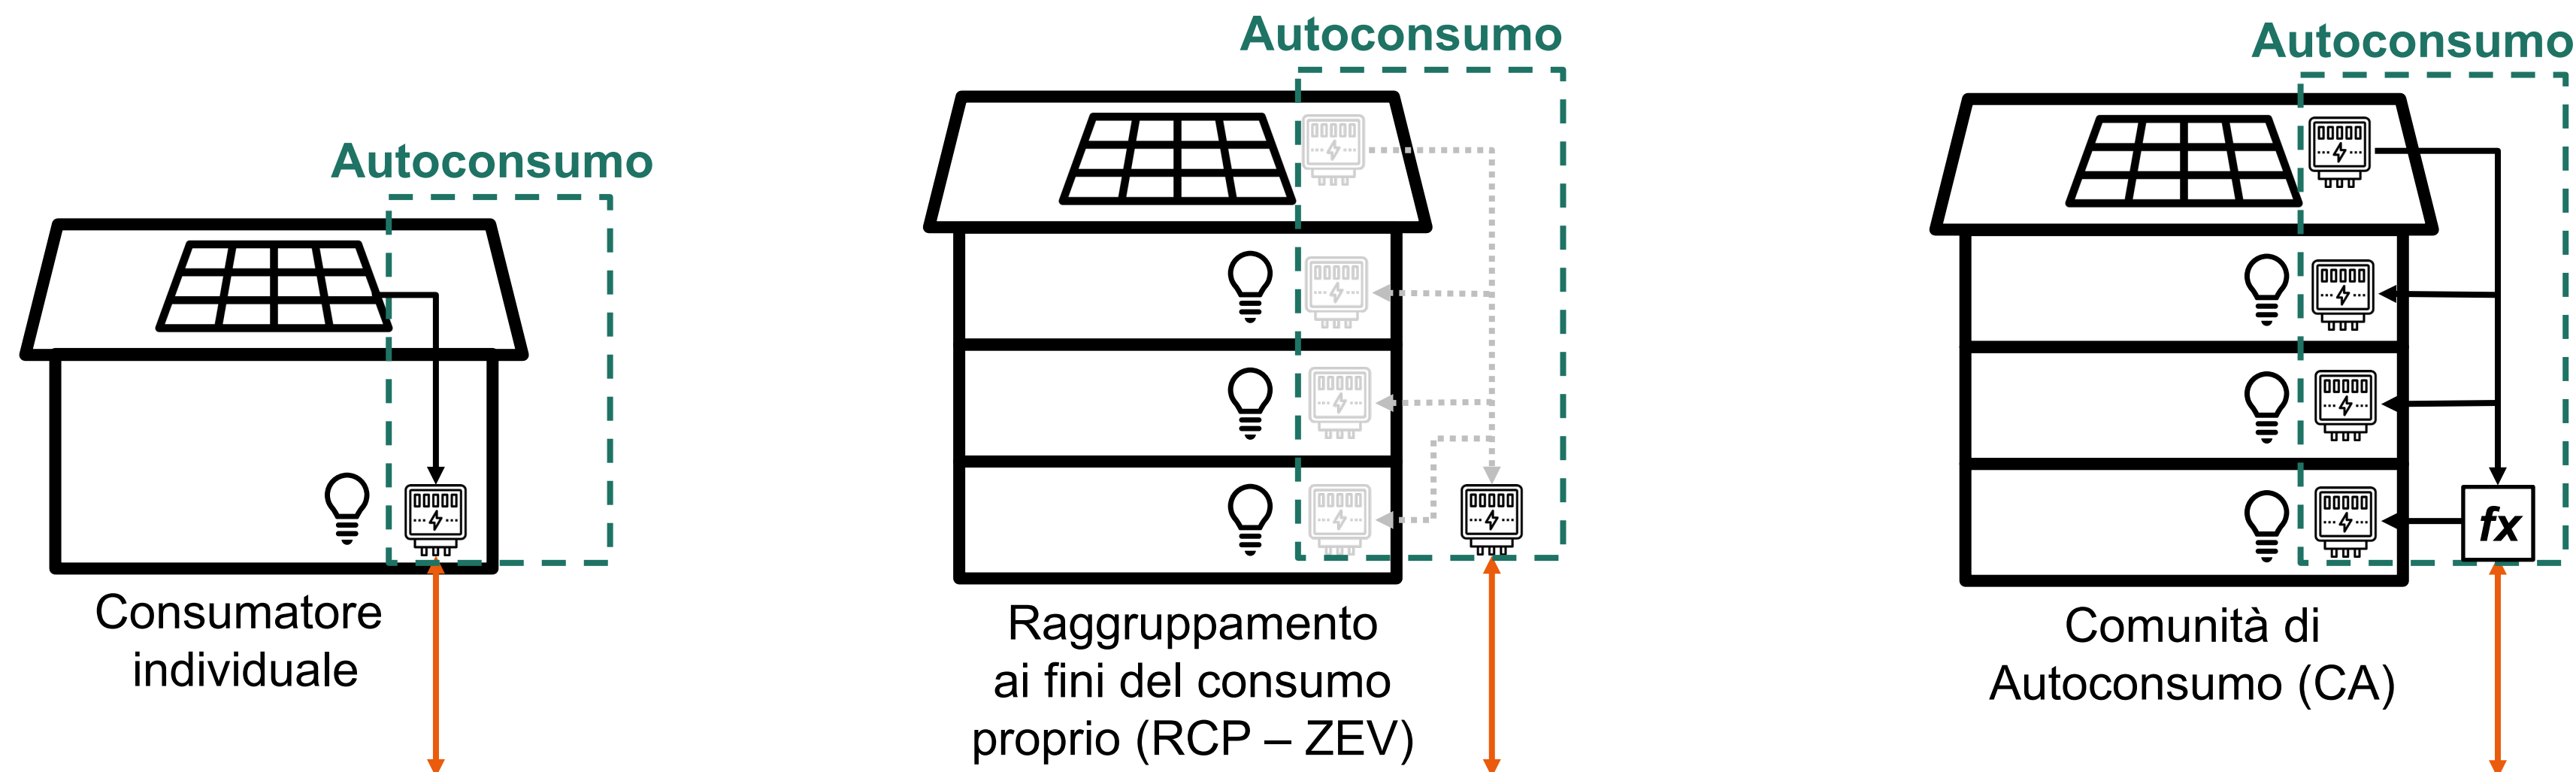 Autoconsumo
Consumatore
individuale
Autoconsumo
Raggruppamento
ai fini del consumo
proprio (RCP – ZEV)
Autoconsumo
fx
Comunità di
Autoconsumo (CA)